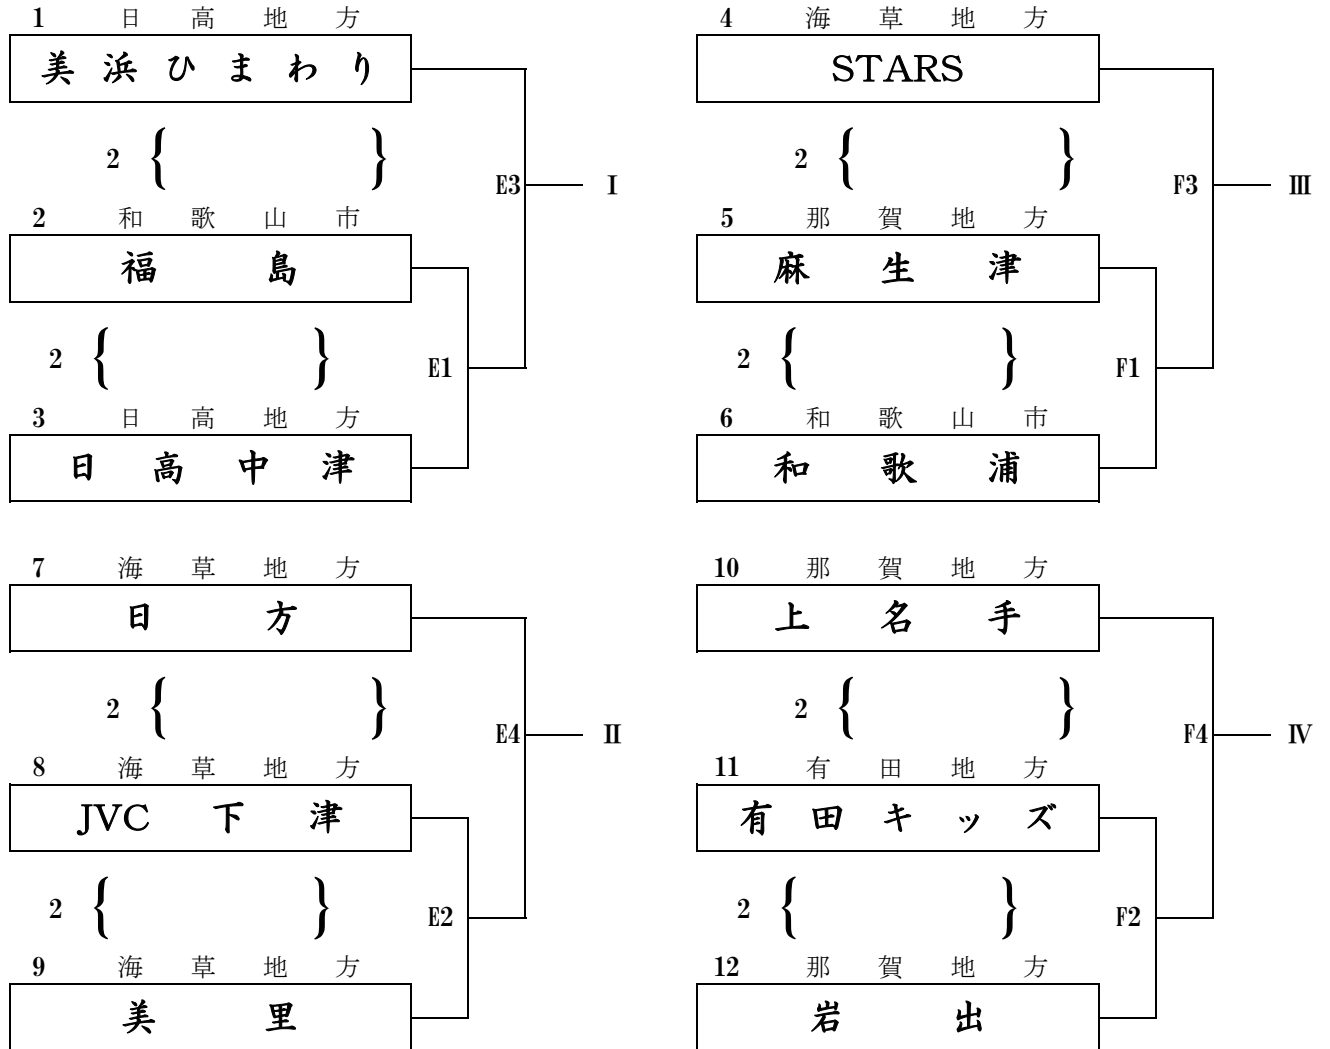 1 日高地方
美浜ひまわり
2 { }
E3 Ⅰ
2 和歌山市
福島
2 { }
E1
3 日高地方
日高中津
4 海草地方
STARS
2 { }
F3 Ⅲ
5 那賀地方
麻生津
2 { }
F1
6 和歌山市
和歌浦
7 海草地方
日方
2 { }
E4 Ⅱ
8 海草地方
JVC下津
2 { }
E2
9 海草地方
美里
10 那賀地方
上名手
2 { }
F4 Ⅳ
11 有田地方
有田キッズ
2 { }
F2
12 那賀地方
岩出